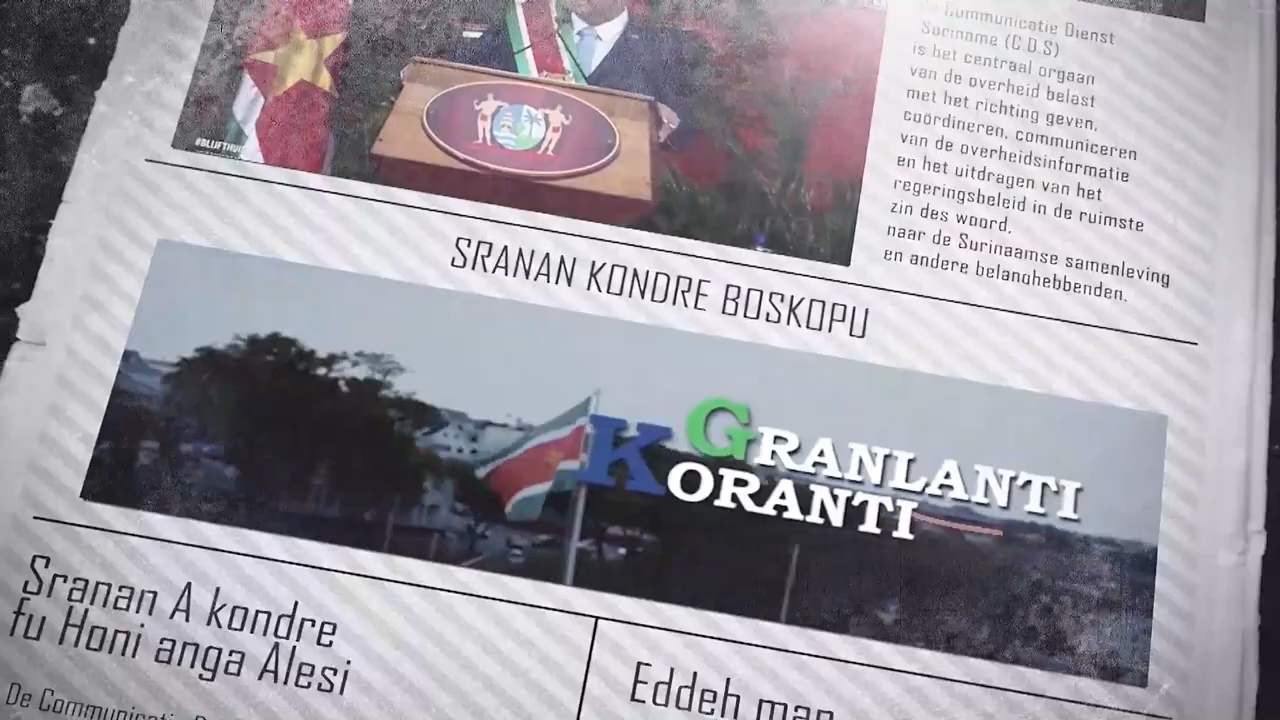 Communicatie Dienst
Suriname (C.D.S)
is het centraal orgaan
van de overheid belast
met het richting geven,
coördineren, communiceren
van de overheidsinformatie
en het uitdragen van het
regeringsbeleid in de ruimste
zin des woord,
naar de Surinaamse samenleving
en andere belanghebbenden.
SRANAN KONDRE BOSKOPU
GRANLANTI
KORANTI
Sranan A kondre
fu Honi anga Alesi
De
Eddeh man